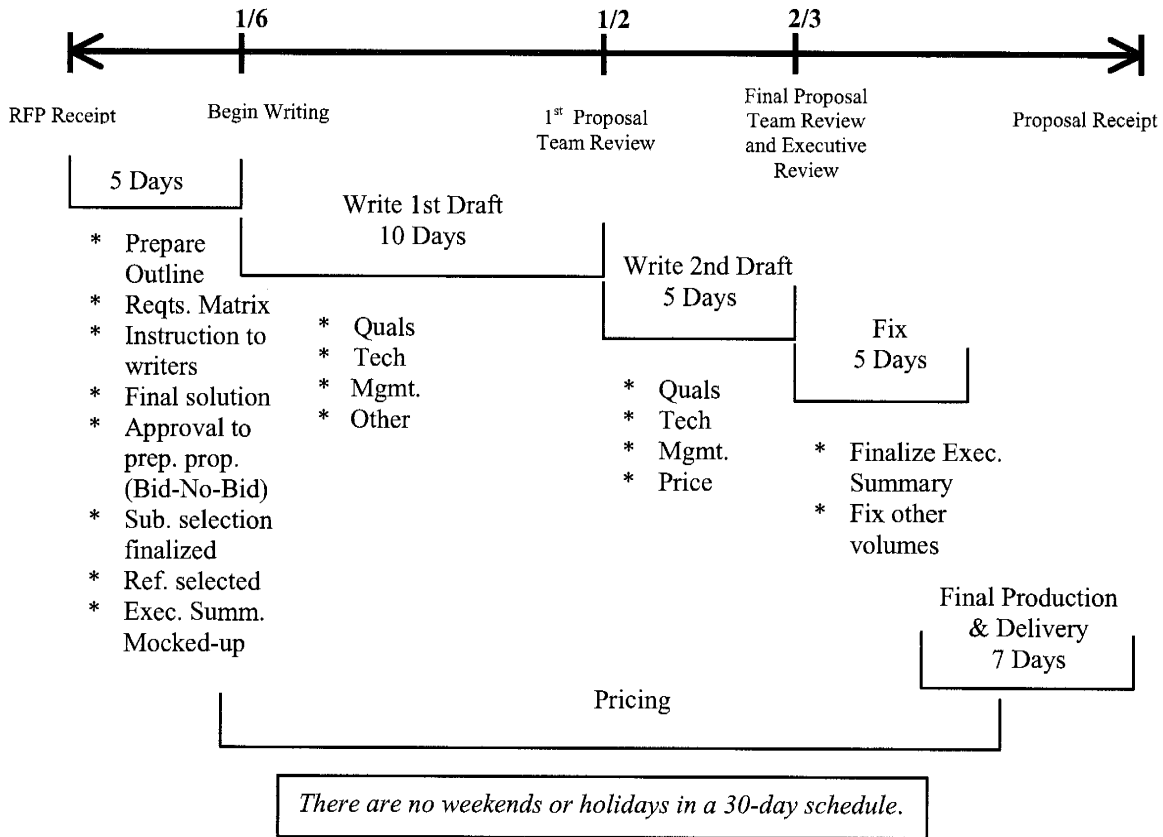 1/6
1/2
2/3
RFP Receipt
Begin Writing
1st Proposal
Team Review
Final Proposal
Team Review
and Executive
Review
Proposal Receipt
5 Days
* Prepare
Outline
* Reqts. Matrix
* Instruction to
writers
* Final solution
* Approval to
prep. prop.
(Bid-No-Bid)
* Sub. selection
finalized
* Ref. selected
* Exec. Summ.
Mocked-up
Write 1st Draft
10 Days
* Quals
* Tech
* Mgmt.
* Other
Write 2nd Draft
5 Days
* Quals
* Tech
* Mgmt.
* Price
Fix
5 Days
* Finalize Exec.
Summary
* Fix other
volumes
Final Production
& Delivery
7 Days
Pricing
There are no weekends or holidays in a 30-day schedule.